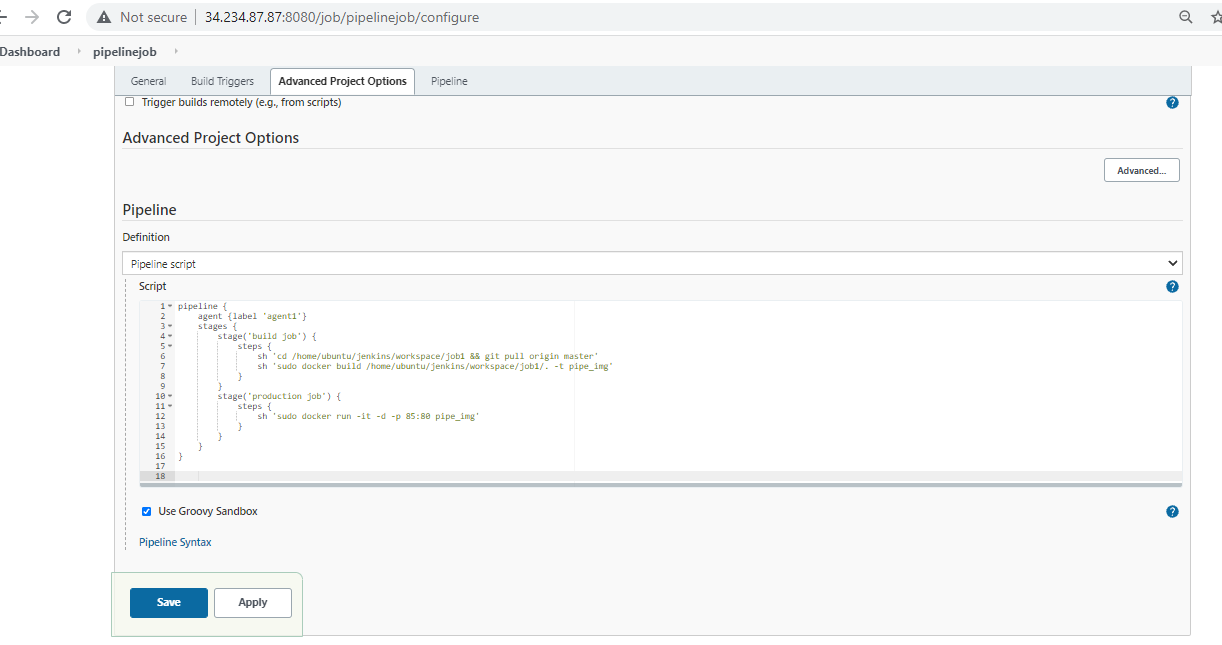 Not secure | 34.234.87.87:8080/job/pipelinejob/configure
Dashboard pipelinejob
General Build Triggers Advanced Project Options Pipeline
Trigger builds remotely (e.g., from scripts) ?
Advanced Project Options
Advanced...
Pipeline
Definition
Pipeline script
Script ?
1 pipeline {
2 agent {label 'agent1'}
3 stages {
4 stage('build job') {
5 steps {
6 sh 'cd /home/ubuntu/jenkins/workspace/job1 && git pull origin master'
7 sh 'sudo docker build /home/ubuntu/jenkins/workspace/job1/. -t pipe_img'
8 }
9 }
10 stage('production job') {
11 steps {
12 sh 'sudo docker run -it -d -p 85:80 pipe_img'
13 }
14 }
15 }
16 }
17
18
Use Groovy Sandbox ?
Pipeline Syntax
Save Apply